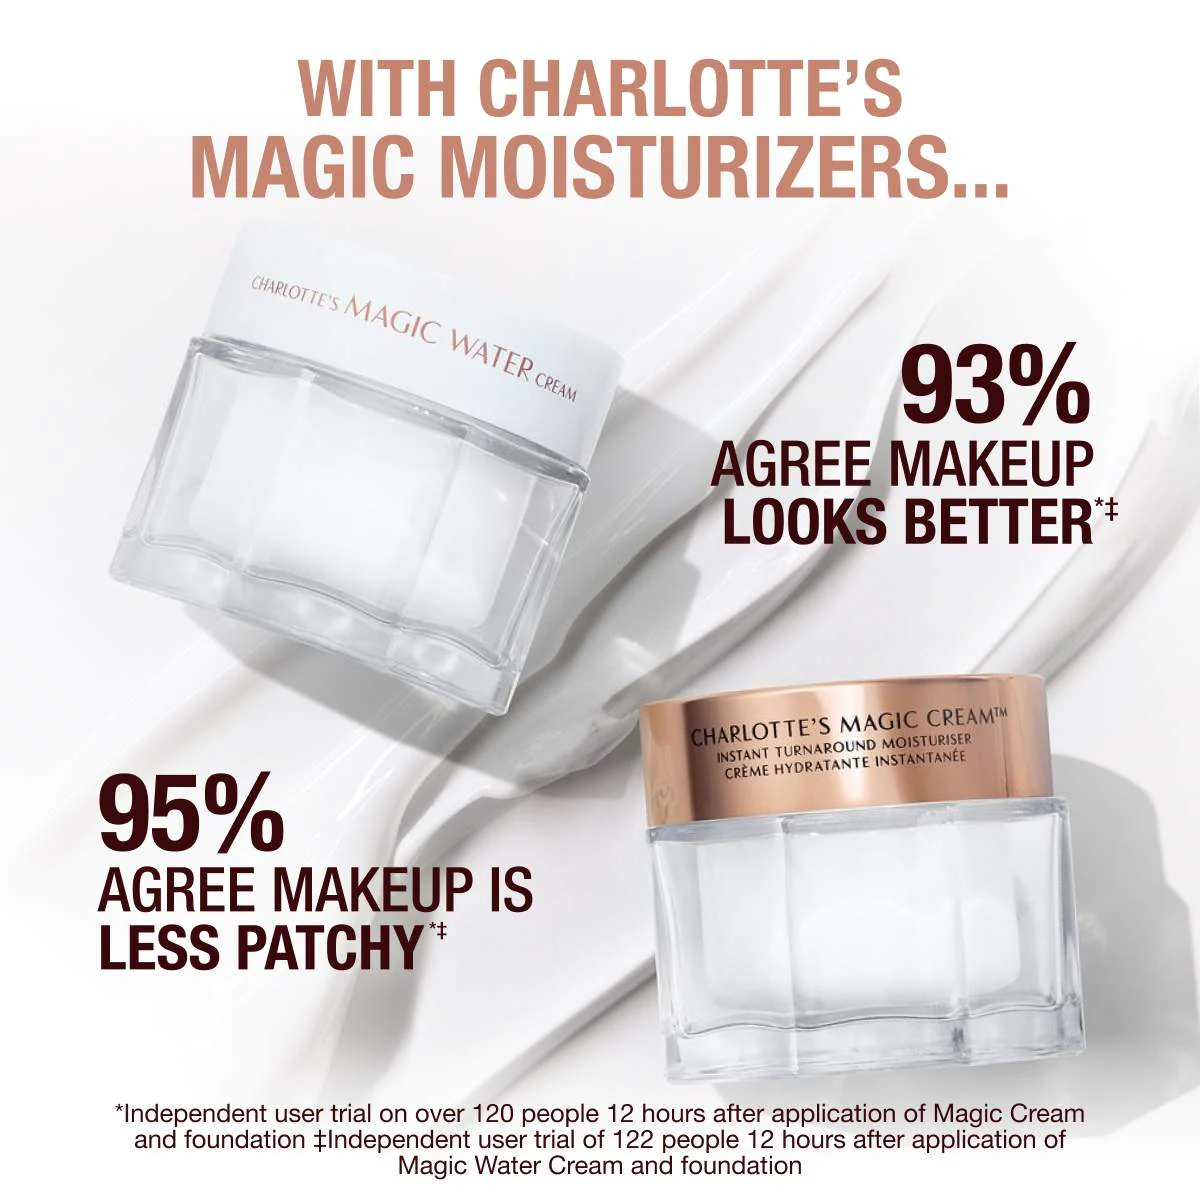 WITH CHARLOTTE’S
MAGIC MOISTURIZERS...
CHARLOTTE'S MAGIC WATER CREAM
93%
AGREE MAKEUP
LOOKS BETTER*‡
CHARLOTTE'S MAGIC CREAM™
INSTANT TURNAROUND MOISTURISER
CRÈME HYDRATANTE INSTANTANÉE
95%
AGREE MAKEUP IS
LESS PATCHY*‡
*Independent user trial on over 120 people 12 hours after application of Magic Cream
and foundation ‡Independent user trial of 122 people 12 hours after application of
Magic Water Cream and foundation